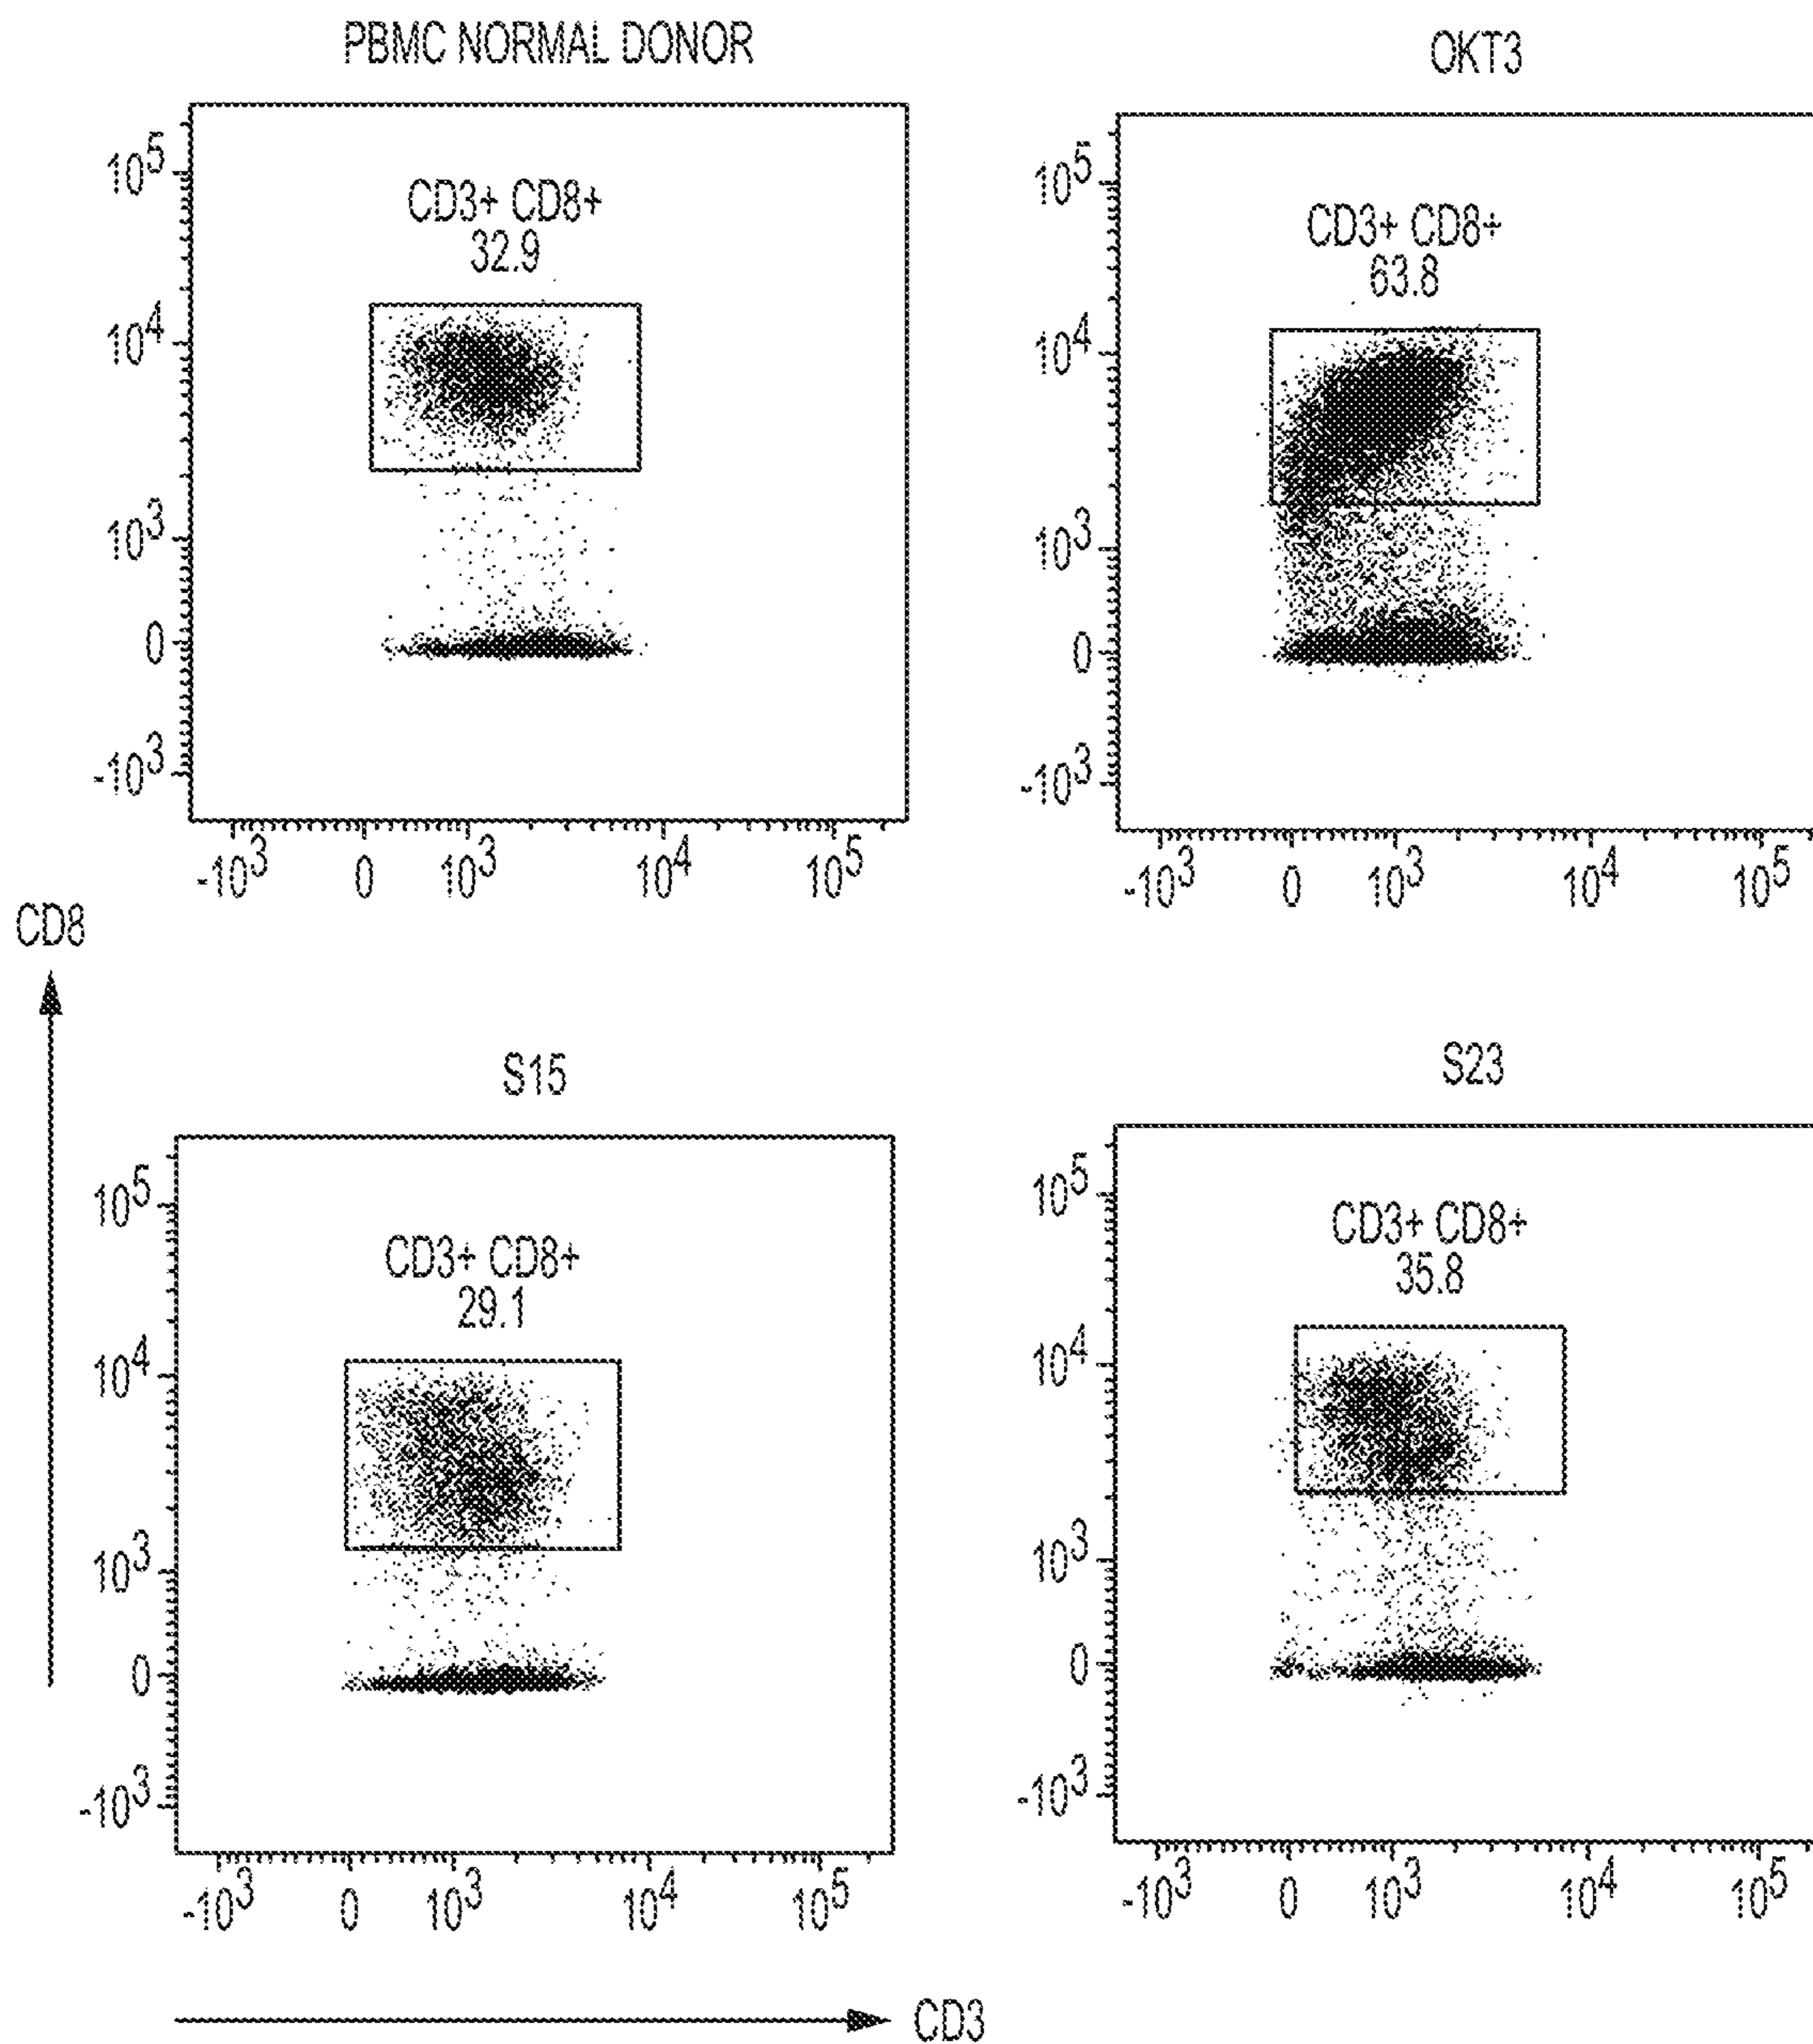 PBMC NORMAL DONOR
10^5
10^4
10^3
0
-10^3
CD3+ CD8+
32.9
-10^3 0 10^3 10^4 10^5
OKT3
10^5
10^4
10^3
0
-10^3
CD3+ CD8+
63.8
-10^3 0 10^3 10^4 10^5
CD8
S15
10^5
10^4
10^3
0
-10^3
CD3+ CD8+
29.1
-10^3 0 10^3 10^4 10^5
S23
10^5
10^4
10^3
0
-10^3
CD3+ CD8+
35.8
-10^3 0 10^3 10^4 10^5
CD3